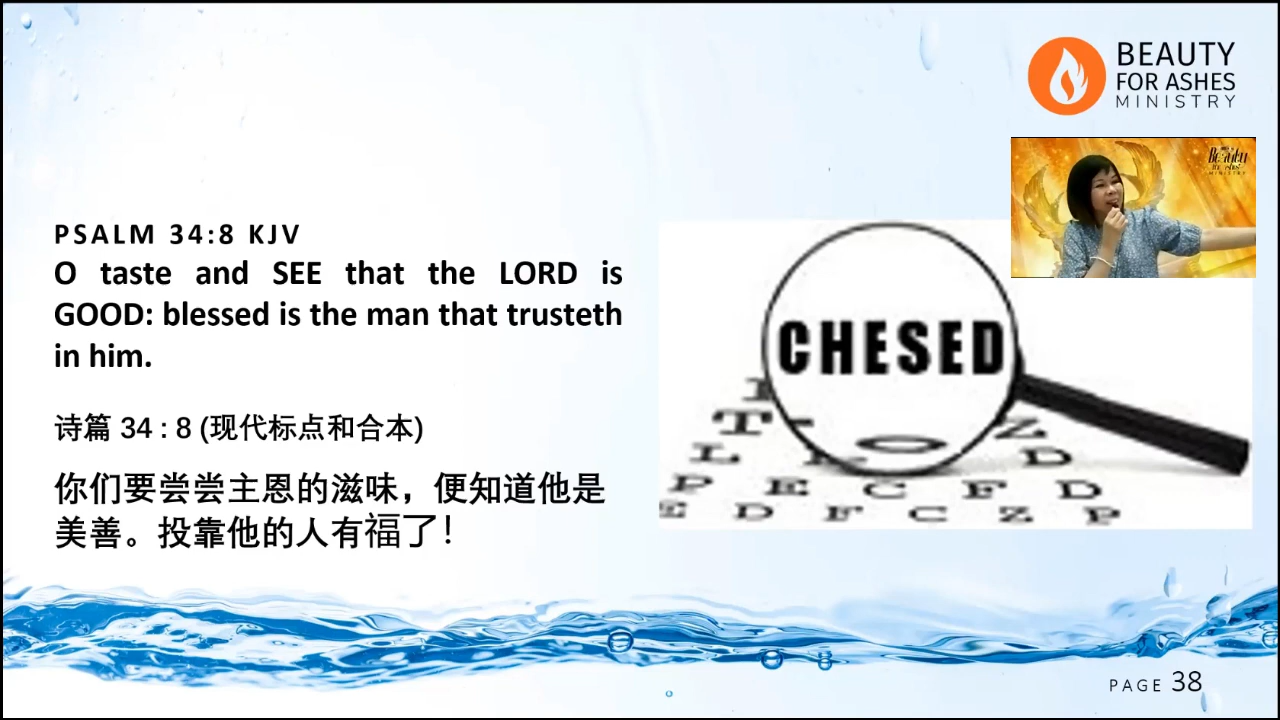 BEAUTY
FOR ASHES
MINISTRY
PSALM 34:8 KJV
O taste and SEE that the LORD is
GOOD: blessed is the man that trusteth
in him.
诗篇 34 : 8 (现代标点和合本)
你们要尝尝主恩的滋味，便知道他是
美善。投靠他的人有福了！
CHESED
Z
L D
P E C F D
E D F C Z P
PAGE 38